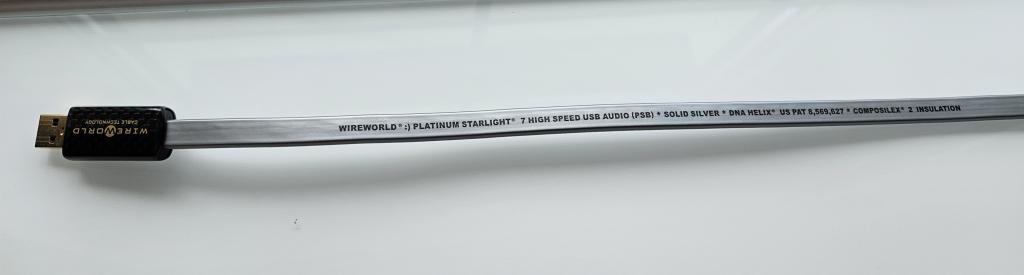 WIREWORLD
CABLE TECHNOLOGY
WIREWORLD® :) PLATINUM STARLIGHT® 7 HIGH SPEED USB AUDIO (PSB) * SOLID SILVER * DNA HELIX® US PAT 8,569,627 * COMPOSILEX® 2 INSULATION